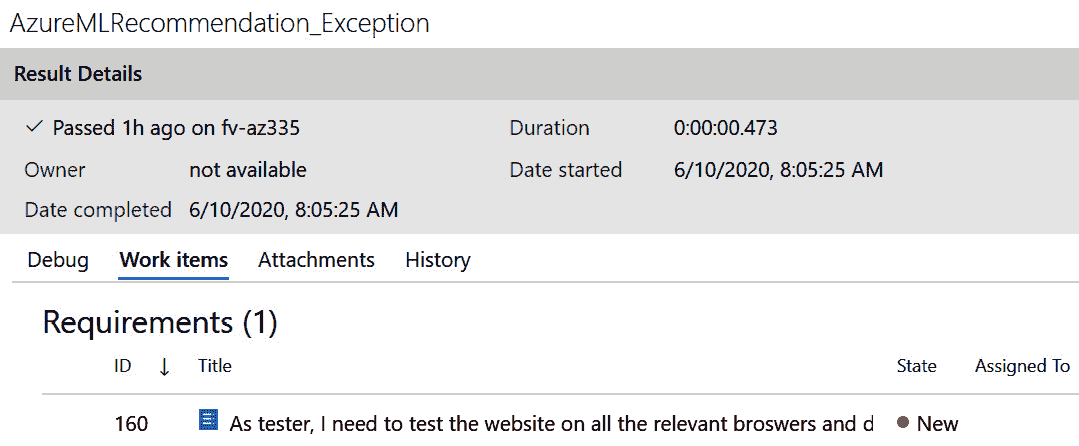 AzureMLRecommendation_Exception
Result Details
Passed 1h ago on fv-az335 Duration 0:00:00.473
Owner not available Date started 6/10/2020, 8:05:25 AM
Date completed 6/10/2020, 8:05:25 AM
Debug Work items Attachments History
Requirements (1)
ID ↓ Title State Assigned To
160 As tester, I need to test the website on all the relevant broswers and d New